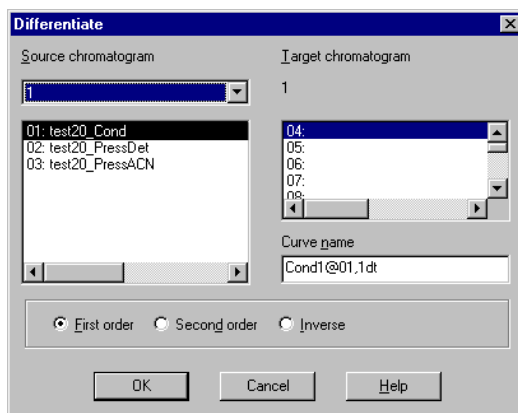 Differentiate
Source chromatogram
Target chromatogram
1
1
01: test20_Cond
02: test20_PressDet
03: test20_PressACN
04:
05:
06:
07:
08:
Curve name
Cond1@01,1dt
First order
Second order
Inverse
OK
Cancel
Help